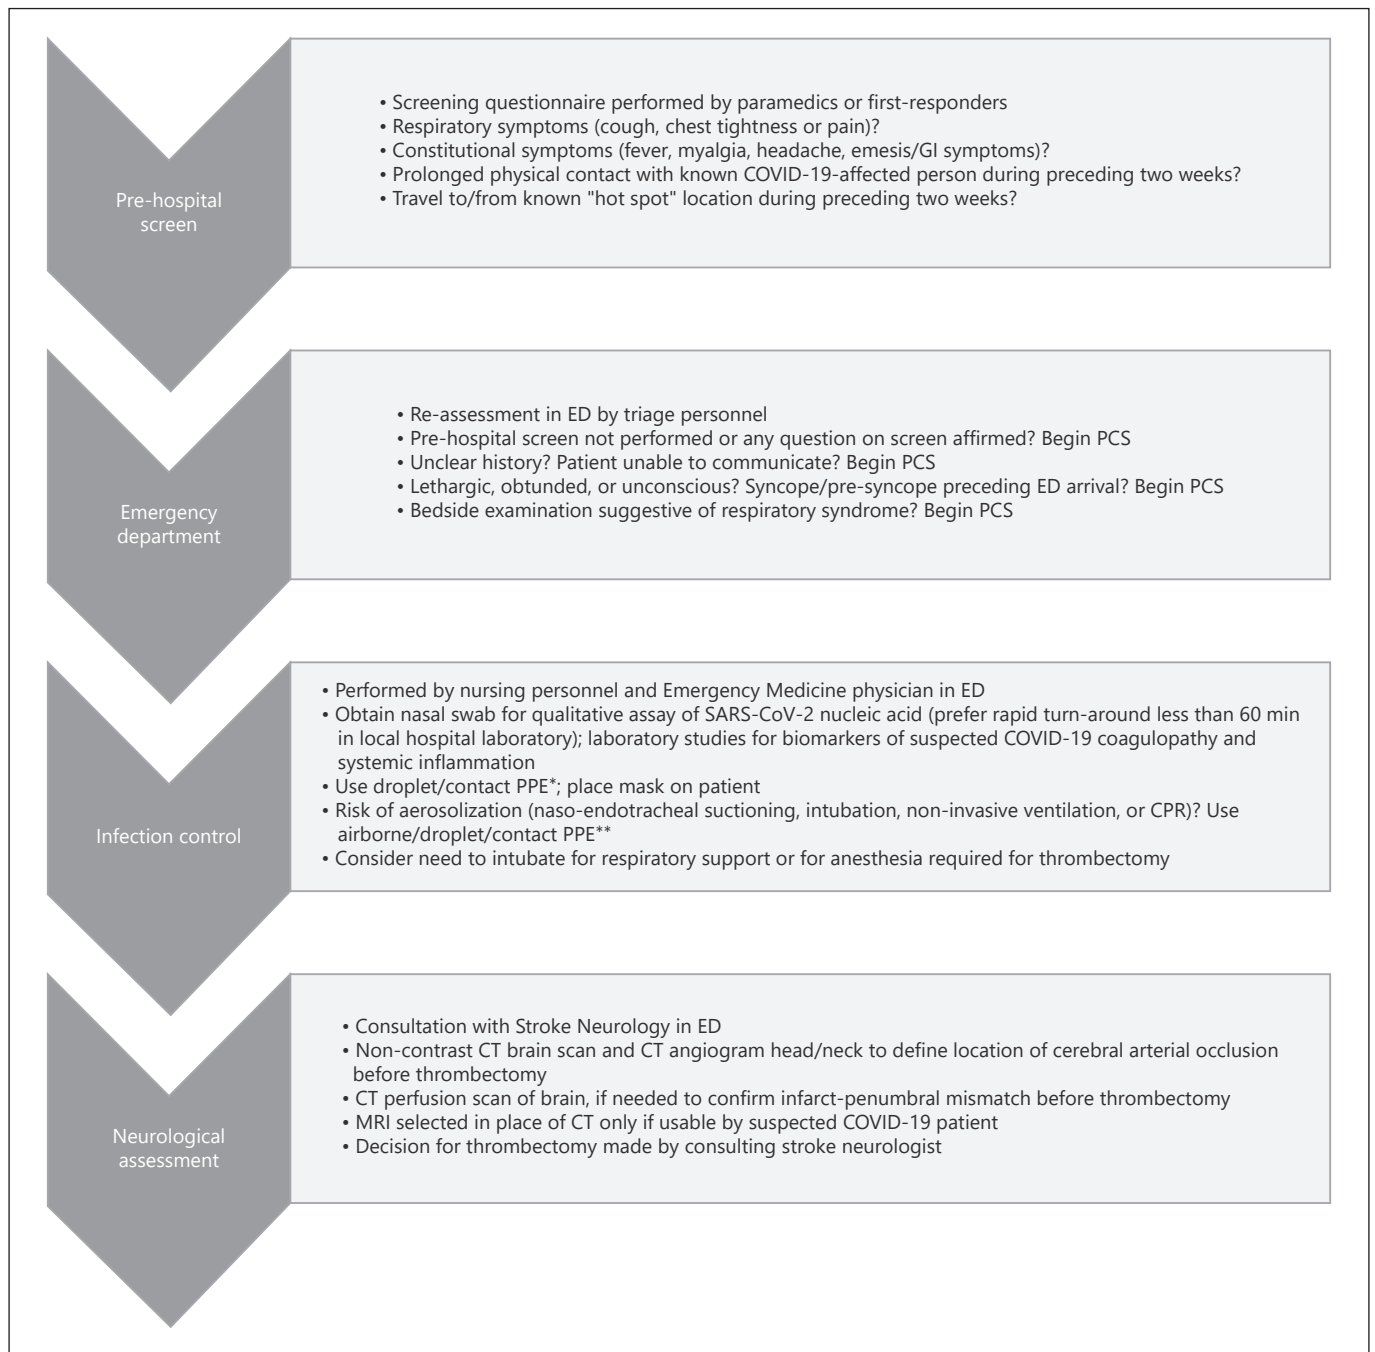 Pre-hospital
screen
• Screening questionnaire performed by paramedics or first-responders
• Respiratory symptoms (cough, chest tightness or pain)?
• Constitutional symptoms (fever, myalgia, headache, emesis/GI symptoms)?
• Prolonged physical contact with known COVID-19-affected person during preceding two weeks?
• Travel to/from known "hot spot" location during preceding two weeks?
Emergency
department
• Re-assessment in ED by triage personnel
• Pre-hospital screen not performed or any question on screen affirmed? Begin PCS
• Unclear history? Patient unable to communicate? Begin PCS
• Lethargic, obtunded, or unconscious? Syncope/pre-syncope preceding ED arrival? Begin PCS
• Bedside examination suggestive of respiratory syndrome? Begin PCS
Infection control
• Performed by nursing personnel and Emergency Medicine physician in ED
• Obtain nasal swab for qualitative assay of SARS-CoV-2 nucleic acid (prefer rapid turn-around less than 60 min
in local hospital laboratory); laboratory studies for biomarkers of suspected COVID-19 coagulopathy and
systemic inflammation
• Use droplet/contact PPE*; place mask on patient
• Risk of aerosolization (naso-endotracheal suctioning, intubation, non-invasive ventilation, or CPR)? Use
airborne/droplet/contact PPE**
• Consider need to intubate for respiratory support or for anesthesia required for thrombectomy
Neurological
assessment
• Consultation with Stroke Neurology in ED
• Non-contrast CT brain scan and CT angiogram head/neck to define location of cerebral arterial occlusion
before thrombectomy
• CT perfusion scan of brain, if needed to confirm infarct-penumbral mismatch before thrombectomy
• MRI selected in place of CT only if usable by suspected COVID-19 patient
• Decision for thrombectomy made by consulting stroke neurologist